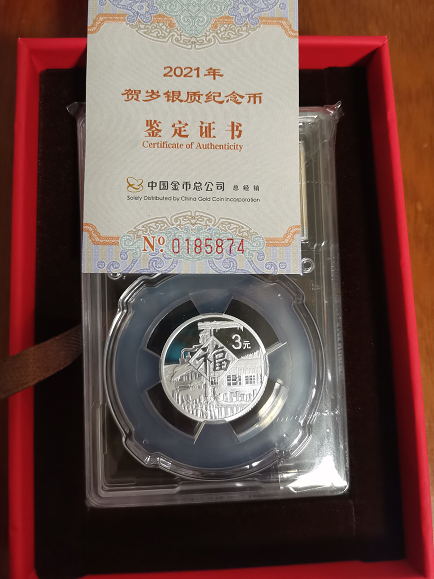 2021年
贺岁银质纪念币
鉴定证书
Certificate of Authenticity
中国金币总公司 总经销
Solely Distributed by China Gold Coin Incorporation
No 0185874
3元
福